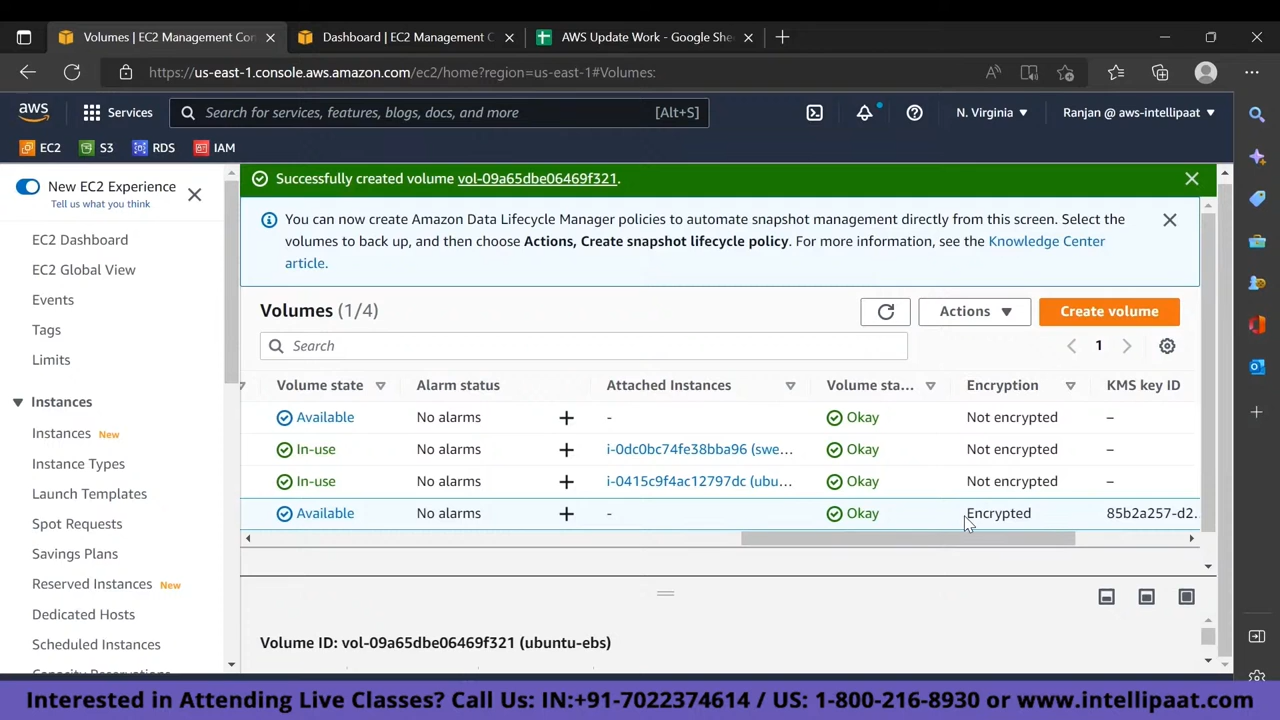 Volumes | EC2 Management Con
Dashboard | EC2 Management C
AWS Update Work - Google She
https://us-east-1.console.aws.amazon.com/ec2/home?region=us-east-1#Volumes:
aws
Services
Search for services, features, blogs, docs, and more
[Alt+S]
N. Virginia
Ranjan @ aws-intellipaat
EC2
S3
RDS
IAM
New EC2 Experience
Tell us what you think
EC2 Dashboard
EC2 Global View
Events
Tags
Limits
Instances
Instances New
Instance Types
Launch Templates
Spot Requests
Savings Plans
Reserved Instances New
Dedicated Hosts
Scheduled Instances
Capacity Reservations
Successfully created volume vol-09a65dbe06469f321.
You can now create Amazon Data Lifecycle Manager policies to automate snapshot management directly from this screen. Select the
volumes to back up, and then choose Actions, Create snapshot lifecycle policy. For more information, see the Knowledge Center
article.
Volumes (1/4)
Actions
Create volume
Search
1
Volume state Alarm status Attached Instances Volume sta... Encryption KMS key ID
Available No alarms + - Okay Not encrypted –
In-use No alarms + i-0dc0bc74fe38bba96 (swe... Okay Not encrypted –
In-use No alarms + i-0415c9f4ac12797dc (ubu... Okay Not encrypted –
Available No alarms + - Okay Encrypted 85b2a257-d2...
Volume ID: vol-09a65dbe06469f321 (ubuntu-ebs)
Interested in Attending Live Classes? Call Us: IN:+91-7022374614 / US: 1-800-216-8930 or www.intellipaat.com